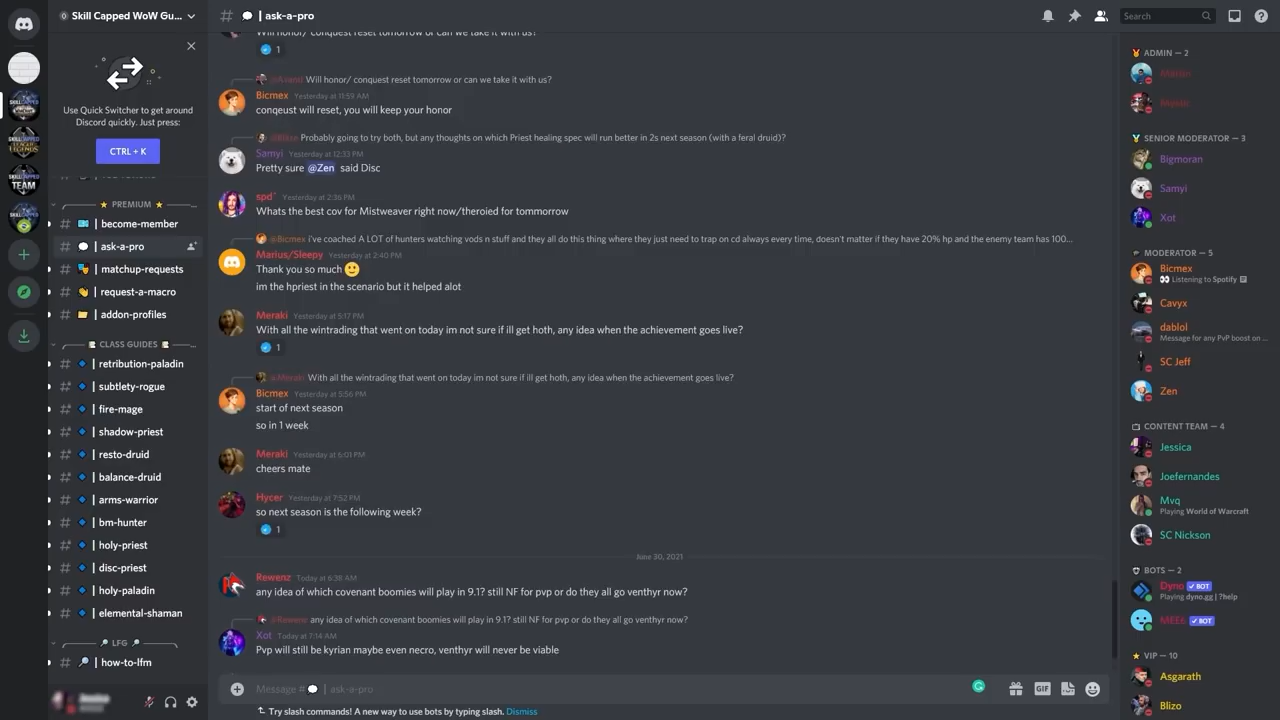 Skill Capped WoW Gu...
Use Quick Switcher to get around
Discord quickly. Just press:
CTRL + K
PREMIUM
become-member
ask-a-pro
matchup-requests
request-a-macro
addon-profiles
CLASS GUIDES
retribution-paladin
subtlety-rogue
fire-mage
shadow-priest
resto-druid
balance-druid
arms-warrior
bm-hunter
holy-priest
disc-priest
holy-paladin
elemental-shaman
LFG
how-to-lfm
# | ask-a-pro
Search
Will honor/ conquest reset tomorrow or can we take it with us?
1
Will honor/ conquest reset tomorrow or can we take it with us?
Bicmex Yesterday at 11:59 AM
conqeust will reset, you will keep your honor
Probably going to try both, but any thoughts on which Priest healing spec will run better in 2s next season (with a feral druid)?
Samyi Yesterday at 12:33 PM
Pretty sure @Zen said Disc
spd Yesterday at 2:36 PM
Whats the best cov for Mistweaver right now/theroied for tommorrow
@Bicmex i've coached A LOT of hunters watching vods n stuff and they all do this thing where they just need to trap on cd always every time, doesn't matter if they have 20% hp and the enemy team has 100...
Marius/Sleepy Yesterday at 2:40 PM
Thank you so much
im the hpriest in the scenario but it helped alot
Meraki Yesterday at 5:17 PM
With all the wintrading that went on today im not sure if ill get hoth, any idea when the achievement goes live?
1
@Meraki With all the wintrading that went on today im not sure if ill get hoth, any idea when the achievement goes live?
Bicmex Yesterday at 5:56 PM
start of next season
so in 1 week
Meraki Yesterday at 6:01 PM
cheers mate
Hycer Yesterday at 7:52 PM
so next season is the following week?
1
June 30, 2021
Rewenz Today at 6:38 AM
any idea of which covenant boomies will play in 9.1? still NF for pvp or do they all go venthyr now?
@Rewenz any idea of which covenant boomies will play in 9.1? still NF for pvp or do they all go venthyr now?
Xot Today at 7:14 AM
Pvp will still be kyrian maybe even necro, venthyr will never be viable
Message # | ask-a-pro
GIF
Try slash commands! A new way to use bots by typing slash. Dismiss
ADMIN — 2
SENIOR MODERATOR — 3
Bigmoran
Samyi
Xot
MODERATOR — 5
Bicmex
Listening to Spotify
Cavyx
dablol
Message for any PvP boost on ...
SC Jeff
Zen
CONTENT TEAM — 4
Jessica
Joefernandes
Mvq
Playing World of Warcraft
SC Nickson
BOTS — 2
Dyno BOT
Playing dyno.gg | ?help
MEE6 BOT
VIP — 10
Asgarath
Blizo